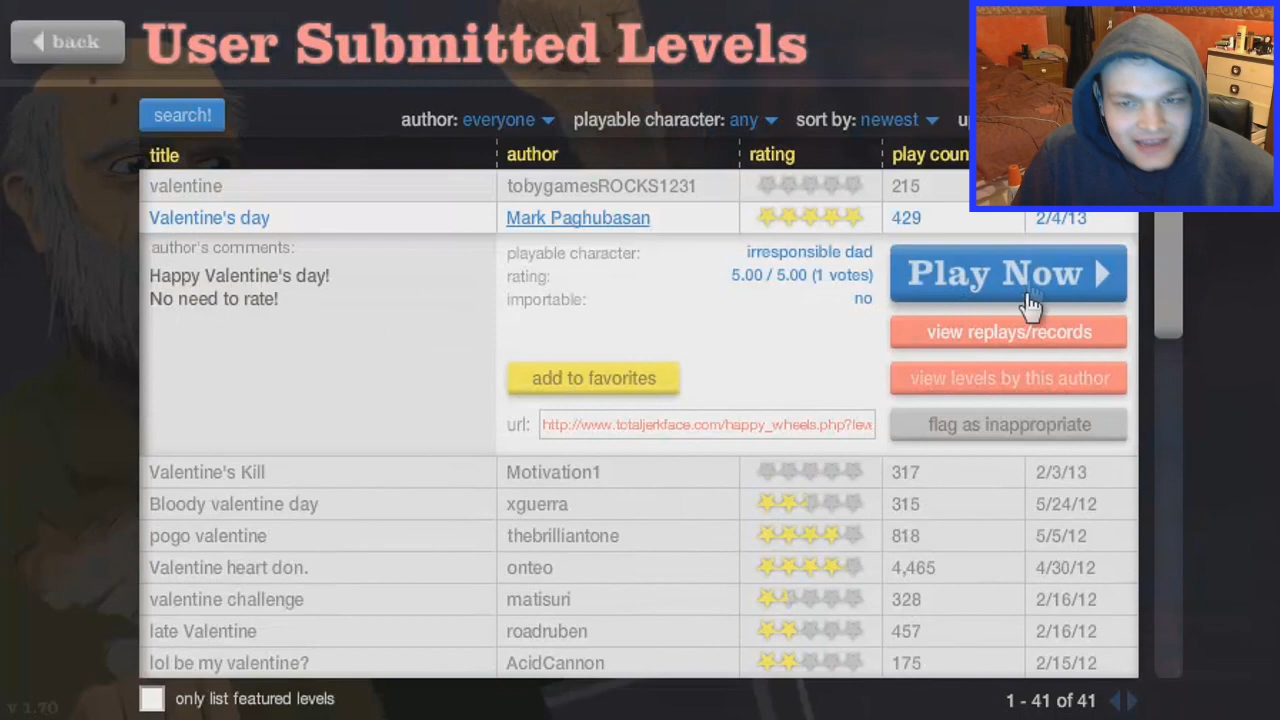 back
User Submitted Levels
search!
author: everyone playable character: any sort by: newest
title author rating play coun
valentine tobygamesROCKS1231 215
Valentine's day Mark Paghubasan 429 2/4/13
author's comments:
Happy Valentine's day!
No need to rate!
playable character: irresponsible dad
rating: 5.00 / 5.00 (1 votes)
importable: no
Play Now
view replays/records
add to favorites
view levels by this author
url: http://www.totaljerkface.com/happy_wheels.php?leve
flag as inappropriate
Valentine's Kill Motivation1 317 2/3/13
Bloody valentine day xguerra 315 5/24/12
pogo valentine thebrilliantone 818 5/5/12
Valentine heart don. onteo 4,465 4/30/12
valentine challenge matisuri 328 2/16/12
late Valentine roadruben 457 2/16/12
lol be my valentine? AcidCannon 175 2/15/12
only list featured levels
1 - 41 of 41
v 1.70